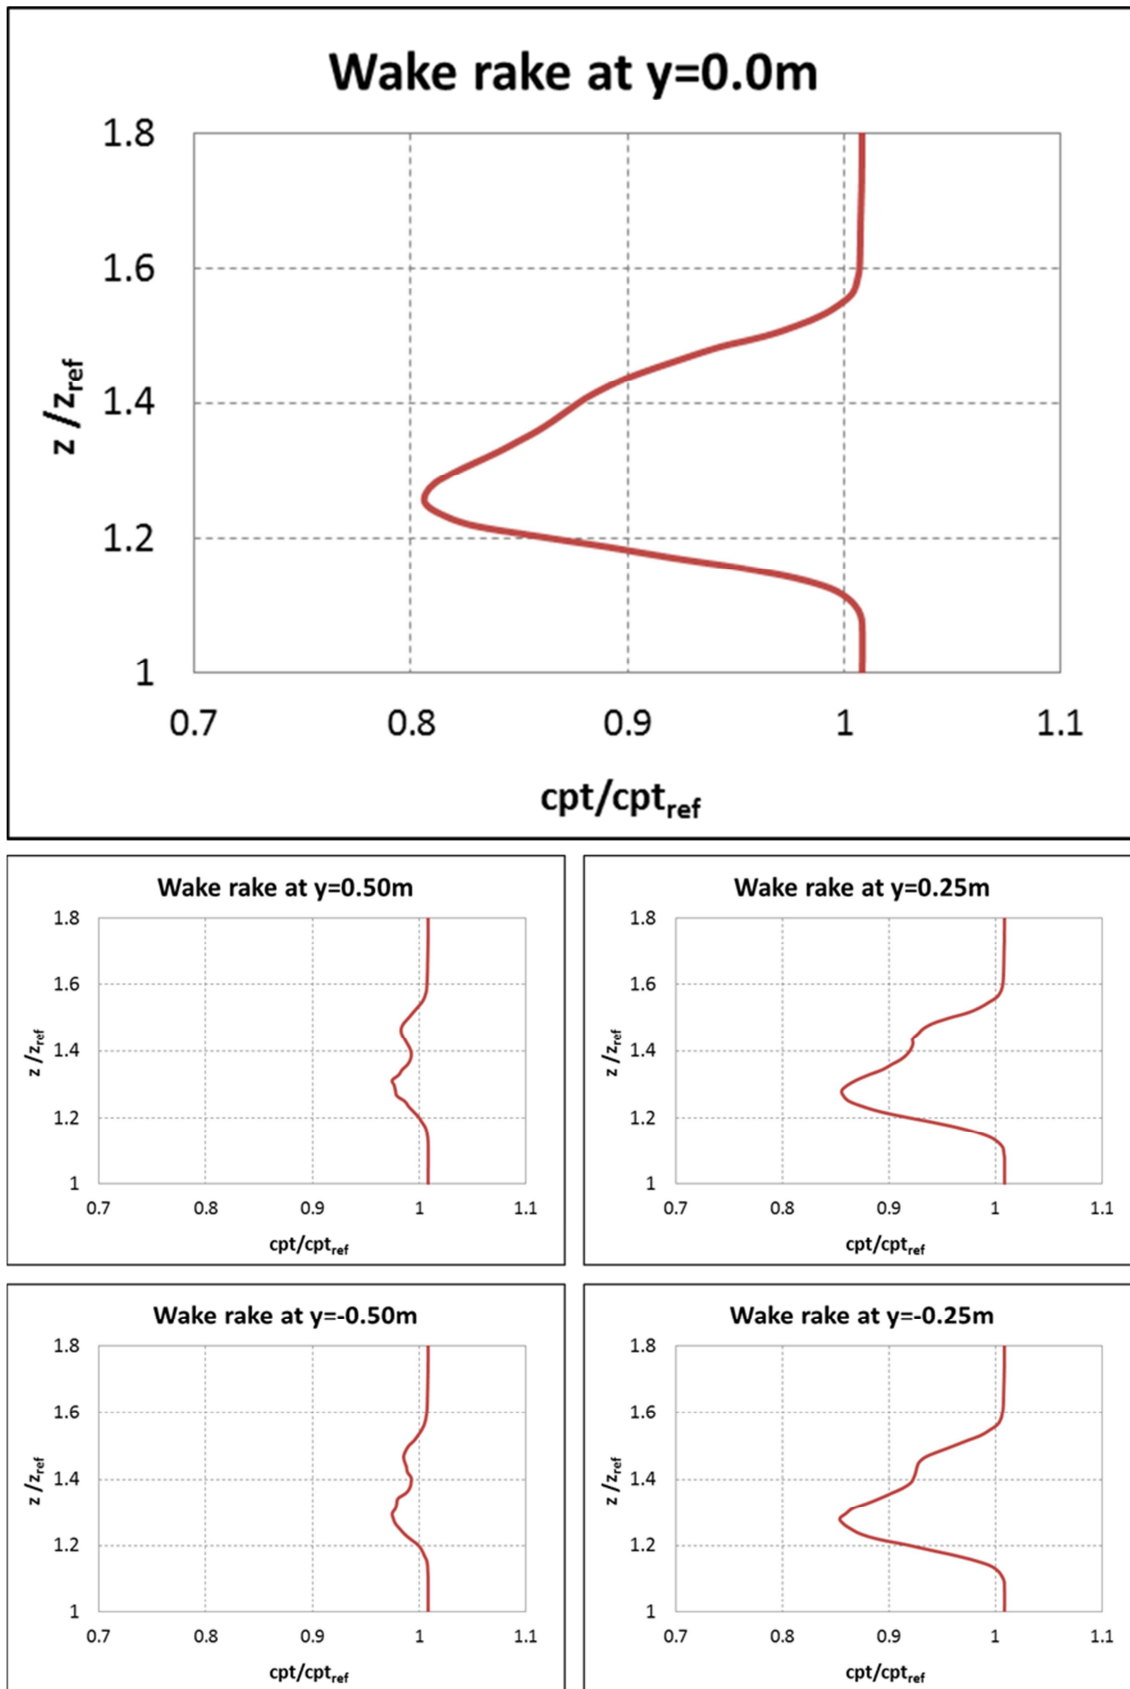 Wake rake at y=0.0m
1.8
1.6
1.4
1.2
1
z /zref
0.7 0.8 0.9 1 1.1
cpt/cptref
Wake rake at y=0.50m
1.8
1.6
1.4
1.2
1
z /zref
0.7 0.8 0.9 1 1.1
cpt/cptref
Wake rake at y=0.25m
1.8
1.6
1.4
1.2
1
z /zref
0.7 0.8 0.9 1 1.1
cpt/cptref
Wake rake at y=-0.50m
1.8
1.6
1.4
1.2
1
z /zref
0.7 0.8 0.9 1 1.1
cpt/cptref
Wake rake at y=-0.25m
1.8
1.6
1.4
1.2
1
z /zref
0.7 0.8 0.9 1 1.1
cpt/cptref